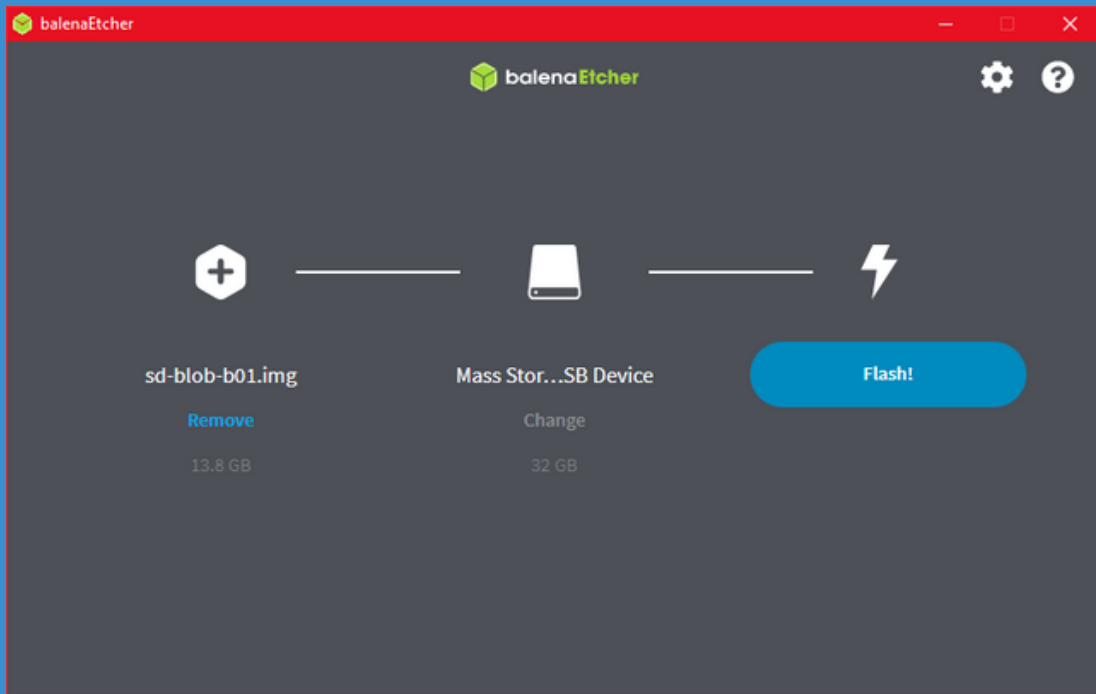 balenaEtcher
balenaEtcher
sd-blob-b01.img
Mass Stor...SB Device
Flash!
Remove
Change
13.8 GB
32 GB